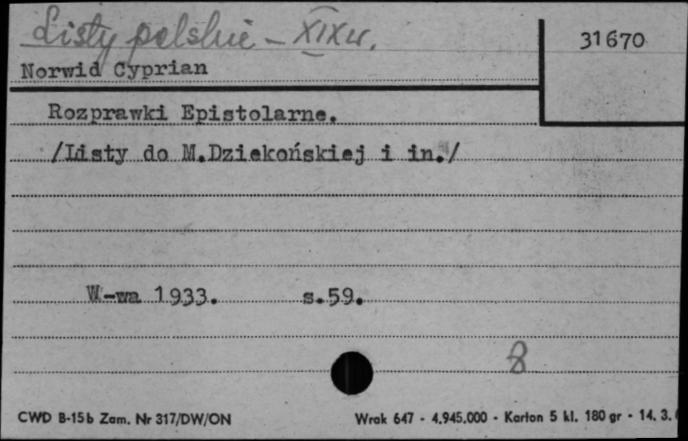 Listy polskie - XIX w.
31670
Norwid Cyprian
Rozprawki Epistolarne.
/Listy do M.Dziekońskiej i in./
W-wa 1933. s.59.
8
CWD B-15b Zam. Nr 317/DW/ON
Wrak 647 - 4.945.000 - Karton 5 kl. 180 gr - 14. 3.